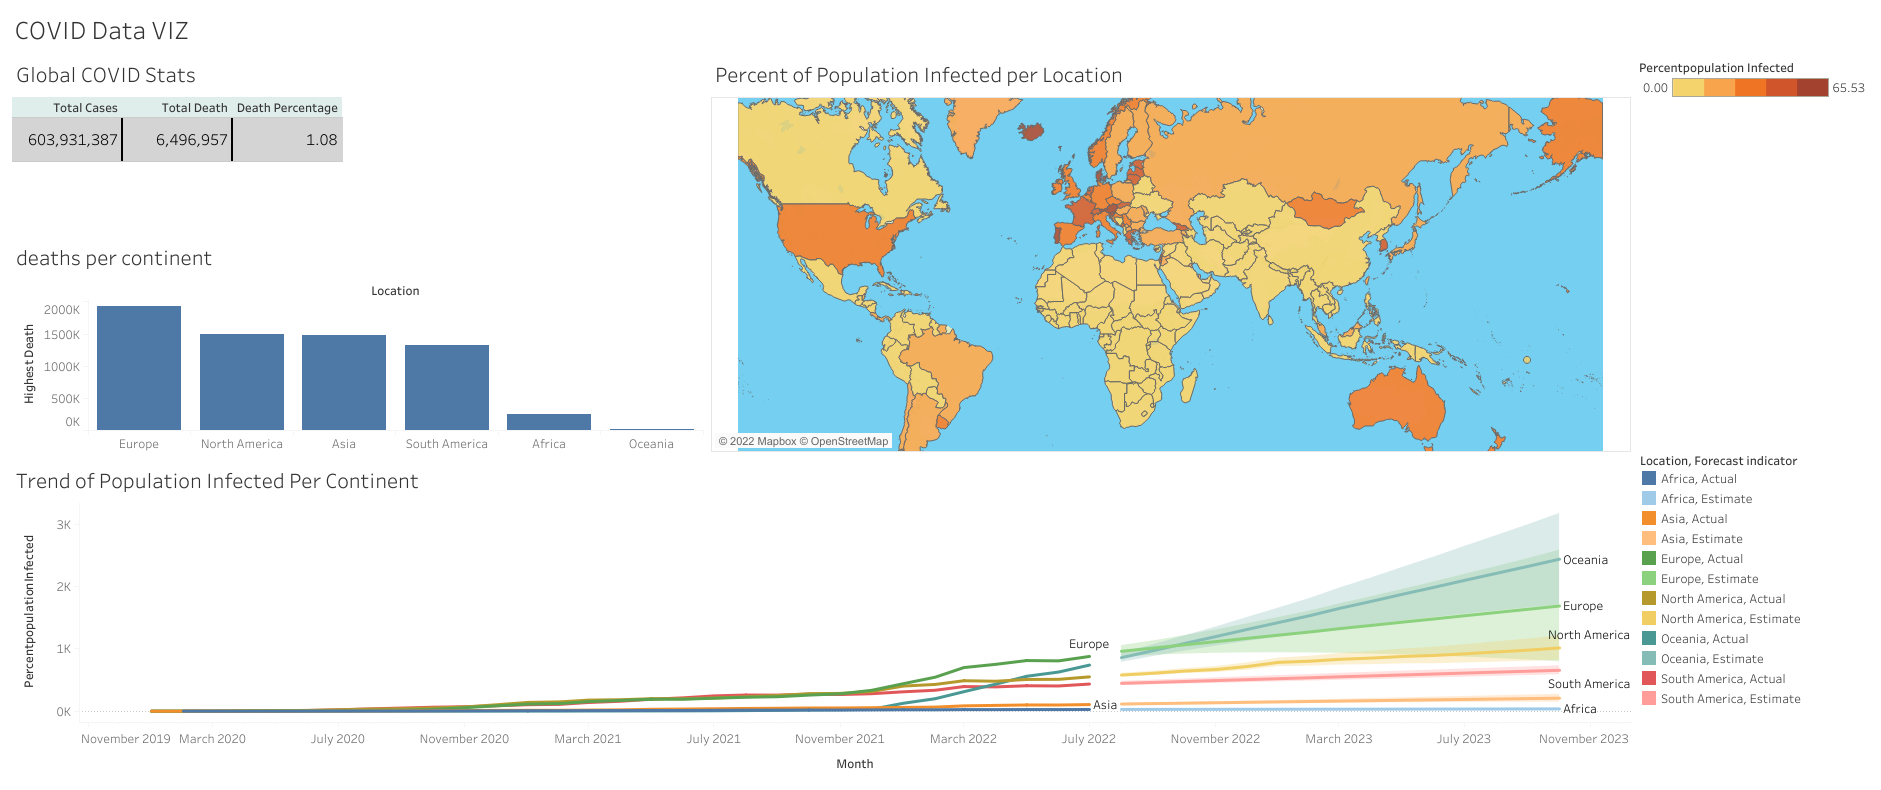 COVID Data VIZ
Global COVID Stats
Total Cases Total Death Death Percentage
603,931,387 6,496,957 1.08
deaths per continent
Location
Highest Death
2000K
1500K
1000K
500K
0K
Europe North America Asia South America Africa Oceania
Percent of Population Infected per Location
© 2022 Mapbox © OpenStreetMap
Percentpopulation Infected
0.00 65.53
Trend of Population Infected Per Continent
PercentpopulationInfected
3K
2K
1K
0K
Europe
Asia
Oceania
Europe
North America
South America
Africa
November 2019 March 2020 July 2020 November 2020 March 2021 July 2021 November 2021 March 2022 July 2022 November 2022 March 2023 July 2023 November 2023
Month
Location, Forecast indicator
Africa, Actual
Africa, Estimate
Asia, Actual
Asia, Estimate
Europe, Actual
Europe, Estimate
North America, Actual
North America, Estimate
Oceania, Actual
Oceania, Estimate
South America, Actual
South America, Estimate